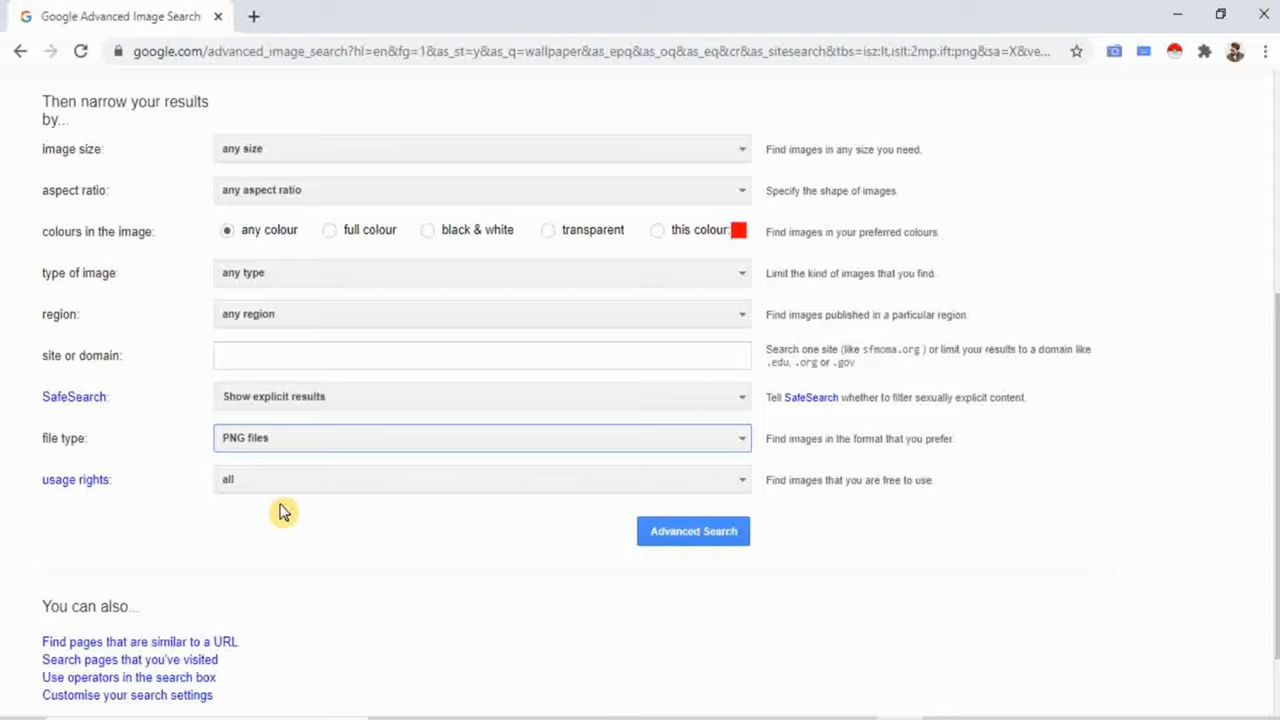 Google Advanced Image Search
google.com/advanced_image_search?hl=en&fg=1&as_st=y&as_q=wallpaper&as_epq&as_oq&as_eq&cr&as_sitesearch&tbs=isz:lt,islt:2mp,ift:png&sa=X&ve...
Then narrow your results
by...
image size: any size Find images in any size you need.
aspect ratio: any aspect ratio Specify the shape of images.
colours in the image: any colour full colour black & white transparent this colour: Find images in your preferred colours.
type of image: any type Limit the kind of images that you find.
region: any region Find images published in a particular region.
site or domain: Search one site (like sfmoma.org ) or limit your results to a domain like
.edu, .org or .gov
SafeSearch: Show explicit results Tell SafeSearch whether to filter sexually explicit content.
file type: PNG files Find images in the format that you prefer.
usage rights: all Find images that you are free to use.
Advanced Search
You can also...
Find pages that are similar to a URL
Search pages that you've visited
Use operators in the search box
Customise your search settings